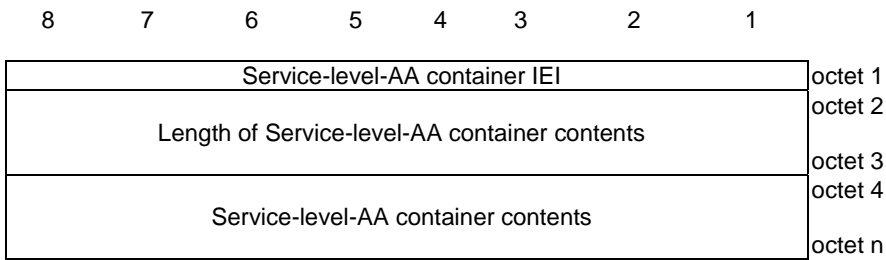 8 7 6 5 4 3 2 1
Service-level-AA container IEI octet 1
octet 2
Length of Service-level-AA container contents
octet 3
octet 4
Service-level-AA container contents
octet n